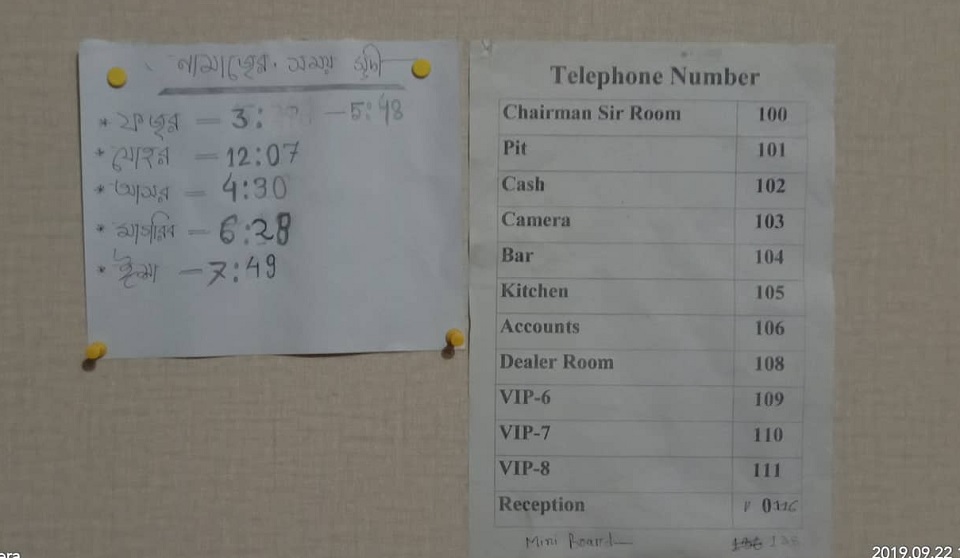 নামাজের সময় সূচী
* ফজর — 3: — 5:48
* যোহর — 12:07
* আসর — 4:30
* মাগরিব — 6:28
* ইশা — 7:49
Telephone Number
Chairman Sir Room 100
Pit 101
Cash 102
Camera 103
Bar 104
Kitchen 105
Accounts 106
Dealer Room 108
VIP-6 109
VIP-7 110
VIP-8 111
Reception 0
Mini Board
2019.09.22